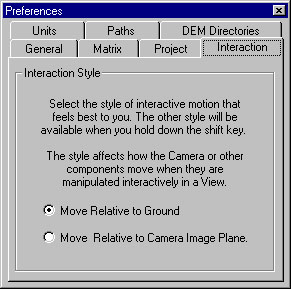 Preferences
Units Paths DEM Directories
General Matrix Project Interaction
Interaction Style
Select the style of interactive motion that
feels best to you. The other style will be
available when you hold down the shift key.
The style affects how the Camera or other
components move when they are
manipulated interactively in a View.
Move Relative to Ground
Move Relative to Camera Image Plane.